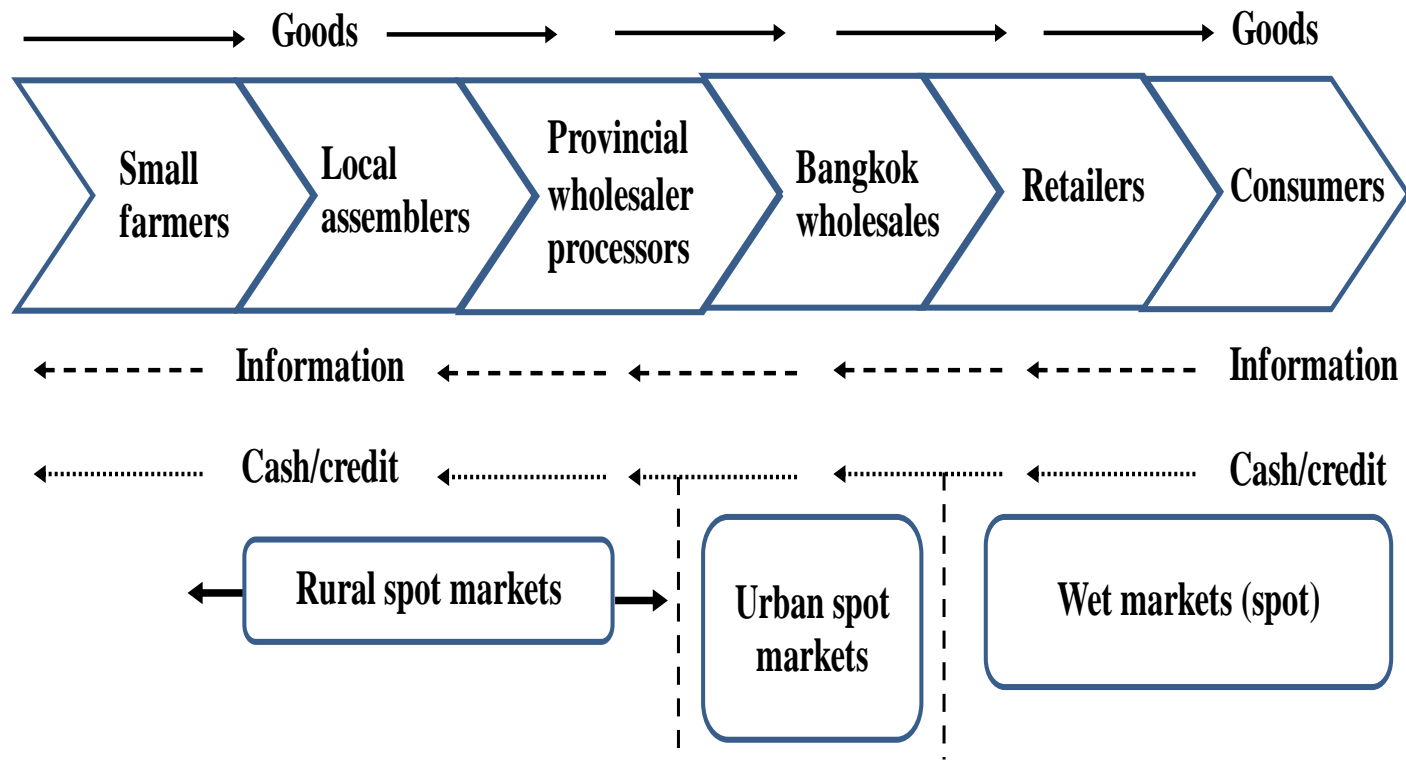 Goods
Goods
Small
farmers
Local
assemblers
Provincial
wholesaler
processors
Bangkok
wholesales
Retailers
Consumers
Information
Information
Cash/credit
Cash/credit
Rural spot markets
Urban spot
markets
Wet markets (spot)